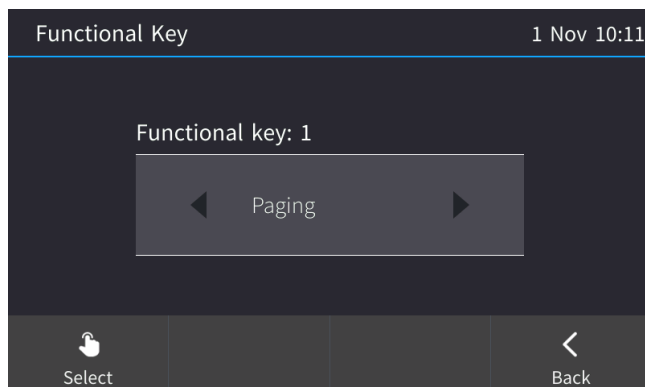 Functional Key 1 Nov 10:11
Functional key: 1
Paging
Select Back